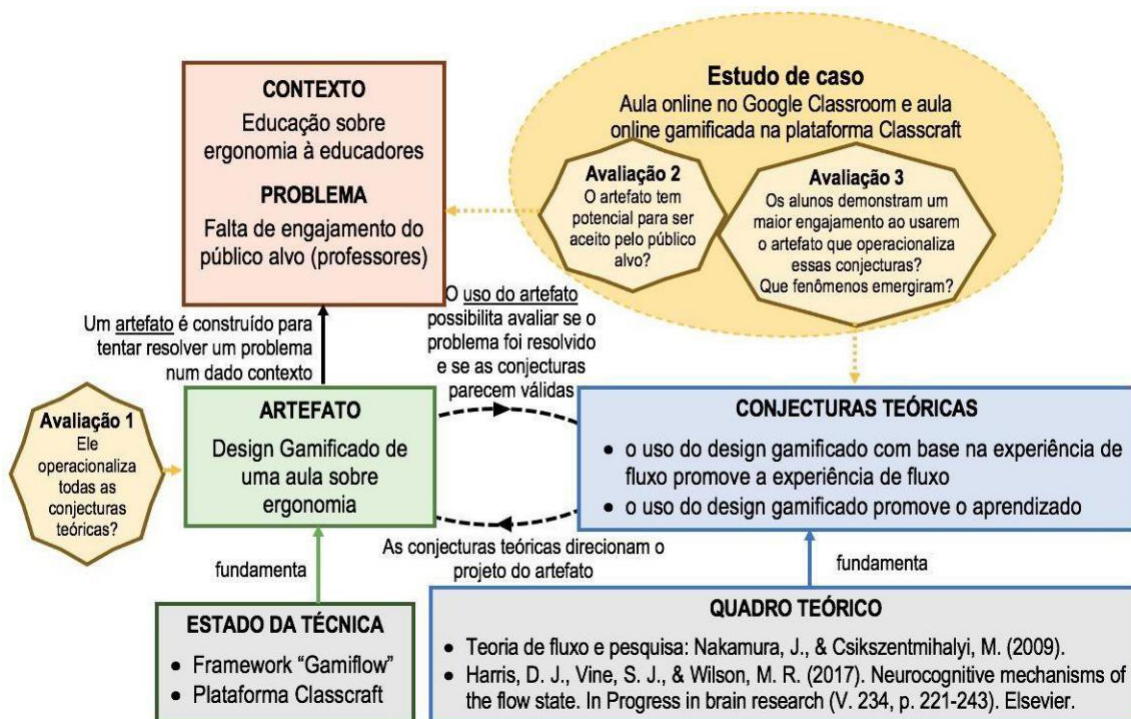 CONTEXTO
Educação sobre
ergonomia à educadores
PROBLEMA
Falta de engajamento do
público alvo (professores)
Estudo de caso
Aula online no Google Classroom e aula
online gamificada na plataforma Classcraft
Avaliação 2
O artefato tem
potencial para ser
aceito pelo público
alvo?
Avaliação 3
Os alunos demonstram um
maior engajamento ao usarem
o artefato que operacionaliza
essas conjecturas?
Que fenômenos emergiram?
Um artefato é construído para
tentar resolver um problema
num dado contexto
O uso do artefato
possibilita avaliar se o
problema foi resolvido
e se as conjecturas
parecem válidas
Avaliação 1
Ele
operacionaliza
todas as
conjecturas
teóricas?
ARTEFATO
Design Gamificado de
uma aula sobre
ergonomia
CONJECTURAS TEÓRICAS
• o uso do design gamificado com base na experiência de
fluxo promove a experiência de fluxo
• o uso do design gamificado promove o aprendizado
As conjecturas teóricas direcionam o
projeto do artefato
fundamenta
fundamenta
ESTADO DA TÉCNICA
• Framework “Gamiflow”
• Plataforma Classcraft
QUADRO TEÓRICO
• Teoria de fluxo e pesquisa: Nakamura, J., & Csikszentmihalyi, M. (2009).
• Harris, D. J., Vine, S. J., & Wilson, M. R. (2017). Neurocognitive mechanisms of
the flow state. In Progress in brain research (V. 234, p. 221-243). Elsevier.